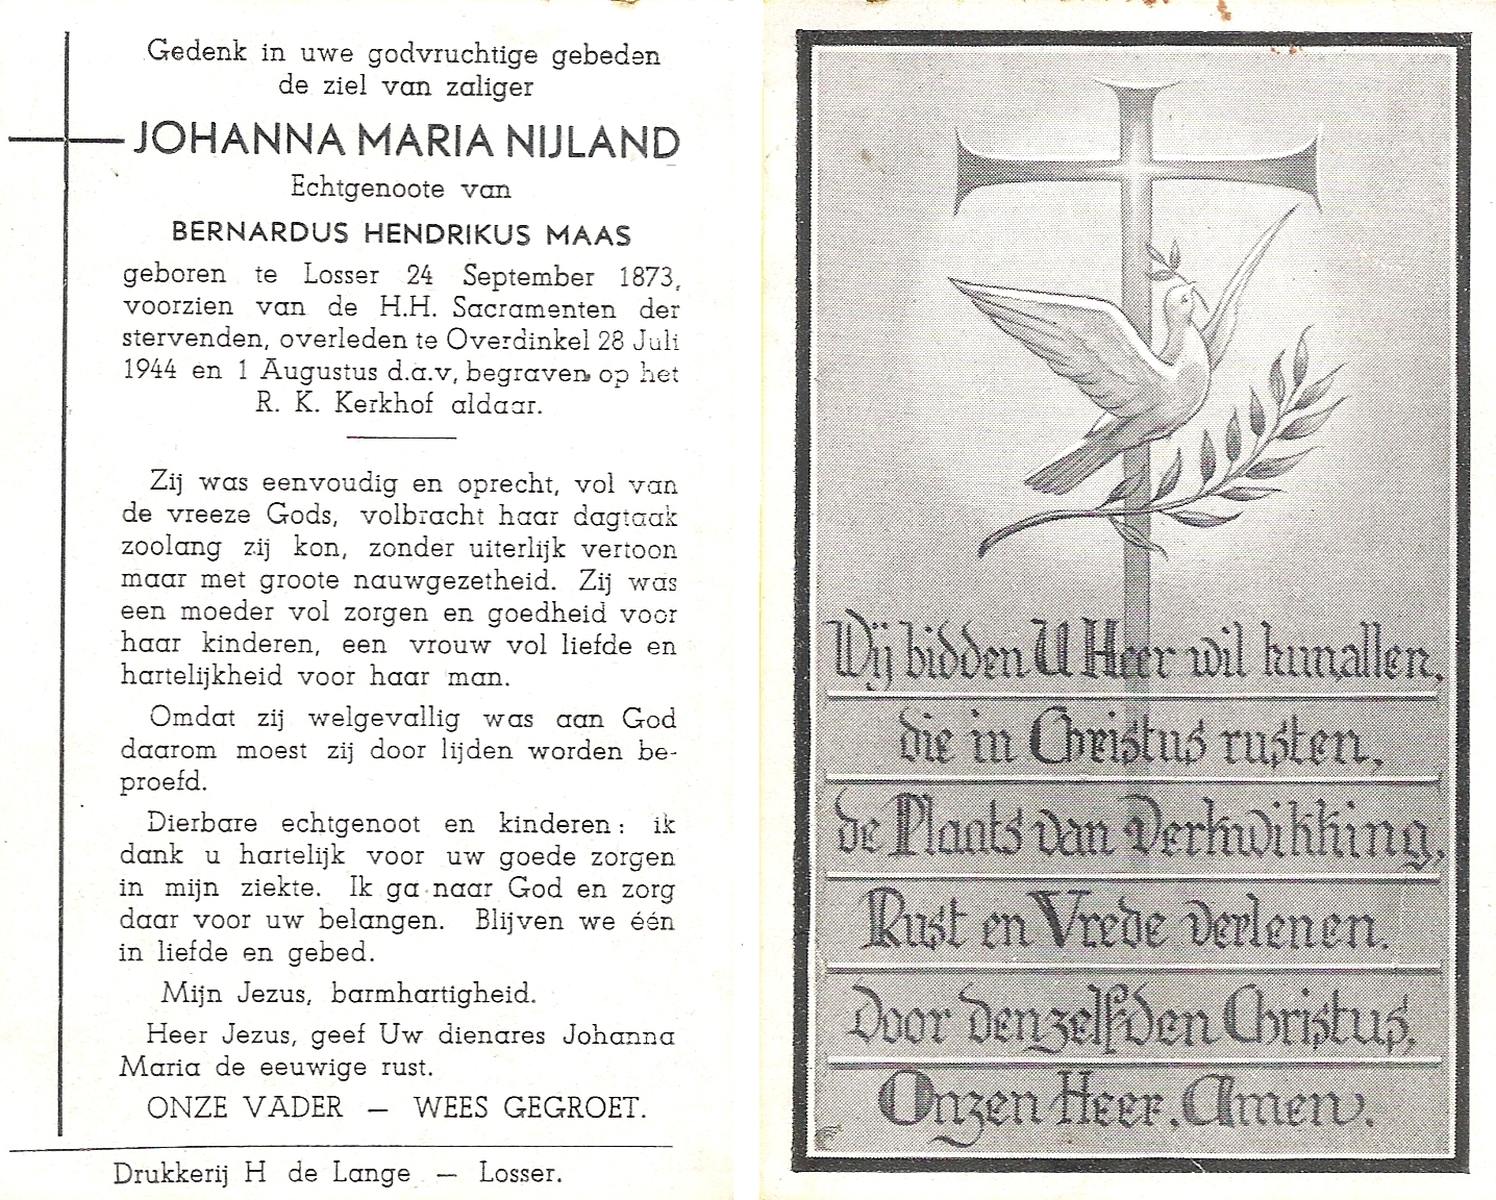 Gedenk in uwe godvruchtige gebeden
de ziel van zaliger
JOHANNA MARIA NIJLAND
Echtgenoote van
BERNARDUS HENDRIKUS MAAS
geboren te Losser 24 September 1873,
voorzien van de H.H. Sacramenten der
stervenden, overleden te Overdinkel 28 Juli
1944 en 1 Augustus d.a.v, begraven op het
R. K. Kerkhof aldaar.
Zij was eenvoudig en oprecht, vol van
de vreeze Gods, volbracht haar dagtaak
zoolang zij kon, zonder uiterlijk vertoon
maar met groote nauwgezetheid. Zij was
een moeder vol zorgen en goedheid voor
haar kinderen, een vrouw vol liefde en
hartelijkheid voor haar man.
Omdat zij welgevallig was aan God
daarom moest zij door lijden worden be-
proefd.
Dierbare echtgenoot en kinderen: ik
dank u hartelijk voor uw goede zorgen
in mijn ziekte. Ik ga naar God en zorg
daar voor uw belangen. Blijven we één
in liefde en gebed.
Mijn Jezus, barmhartigheid.
Heer Jezus, geef Uw dienares Johanna
Maria de eeuwige rust.
ONZE VADER — WEES GEGROET.
Drukkerij H de Lange — Losser.
Wij bidden U Heer wil hun allen,
die in Christus rusten,
de Plaats van Verkwikking,
Rust en Vrede verlenen.
Door denzelfden Christus,
Onzen Heer. Amen.